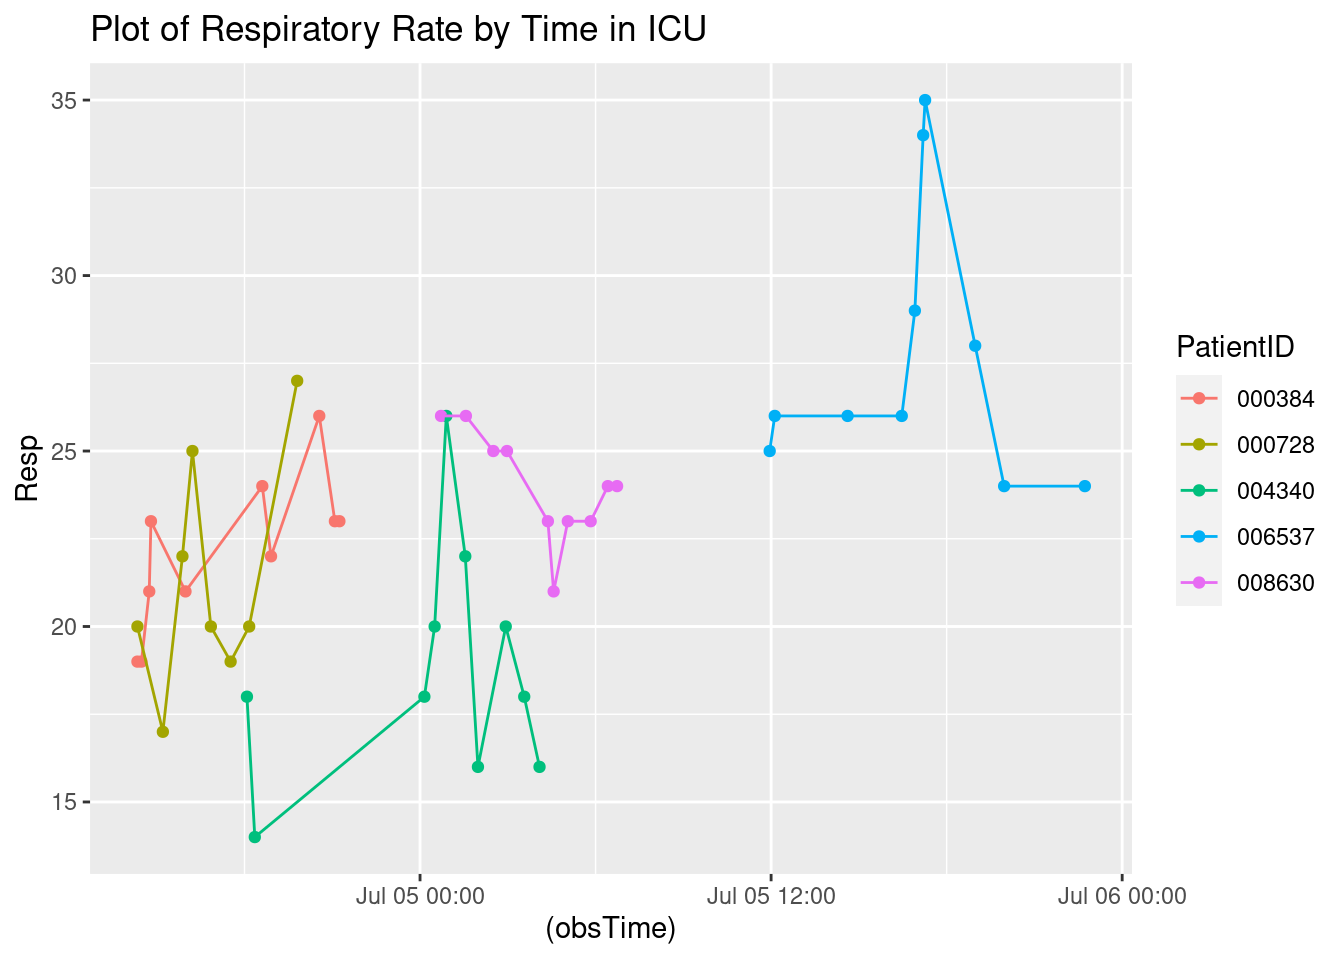 Plot of Respiratory Rate by Time in ICU
35
30
25
20
15
Resp
Jul 05 00:00
Jul 05 12:00
Jul 06 00:00
(obsTime)
PatientID
000384
000728
004340
006537
008630